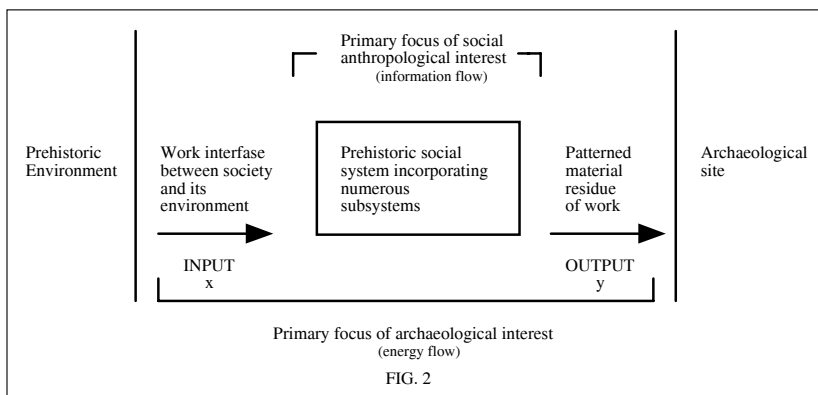 Primary focus of social
anthropological interest
(information flow)
Prehistoric
Environment
Work interfase
between society
and its
environment
Prehistoric social
system incorporating
numerous
subsystems
Patterned
material
residue
of work
Archaeological
site
INPUT
x
OUTPUT
y
Primary focus of archaeological interest
(energy flow)
FIG. 2